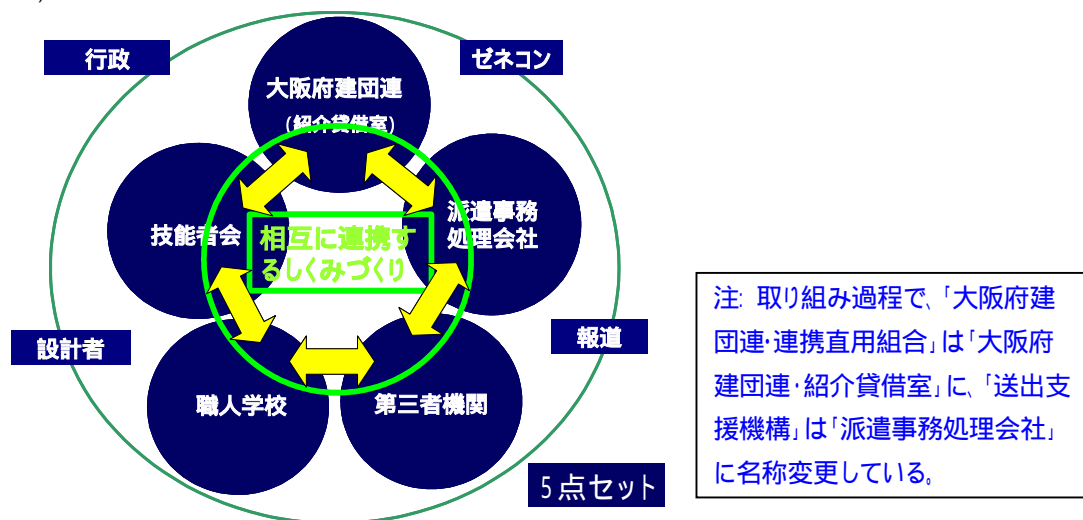 行政
ゼネコン
大阪府建団連
(紹介貸借室)
派遣事務
処理会社
技能者会
相互に連携す
るしくみづくり
設計者
報道
職人学校
第三者機関
5点セット
注: 取り組み過程で、「大阪府建
団連・連携直用組合」は「大阪府
建団連・紹介貸借室」に、「送出支
援機構」は「派遣事務処理会社」
に名称変更している。